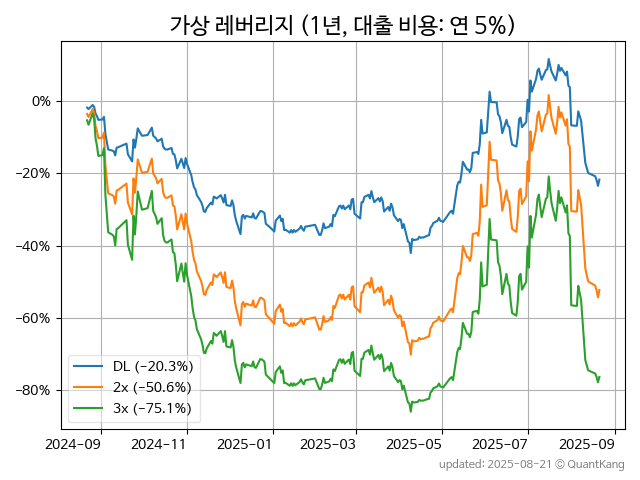 가상 레버리지 (1년, 대출 비용: 연 5%)
0%
−20%
−40%
−60%
−80%
DL (−20.3%)
2x (−50.6%)
3x (−75.1%)
2024-09 2024-11 2025-01 2025-03 2025-05 2025-07 2025-09
updated: 2025-08-21 © QuantKang